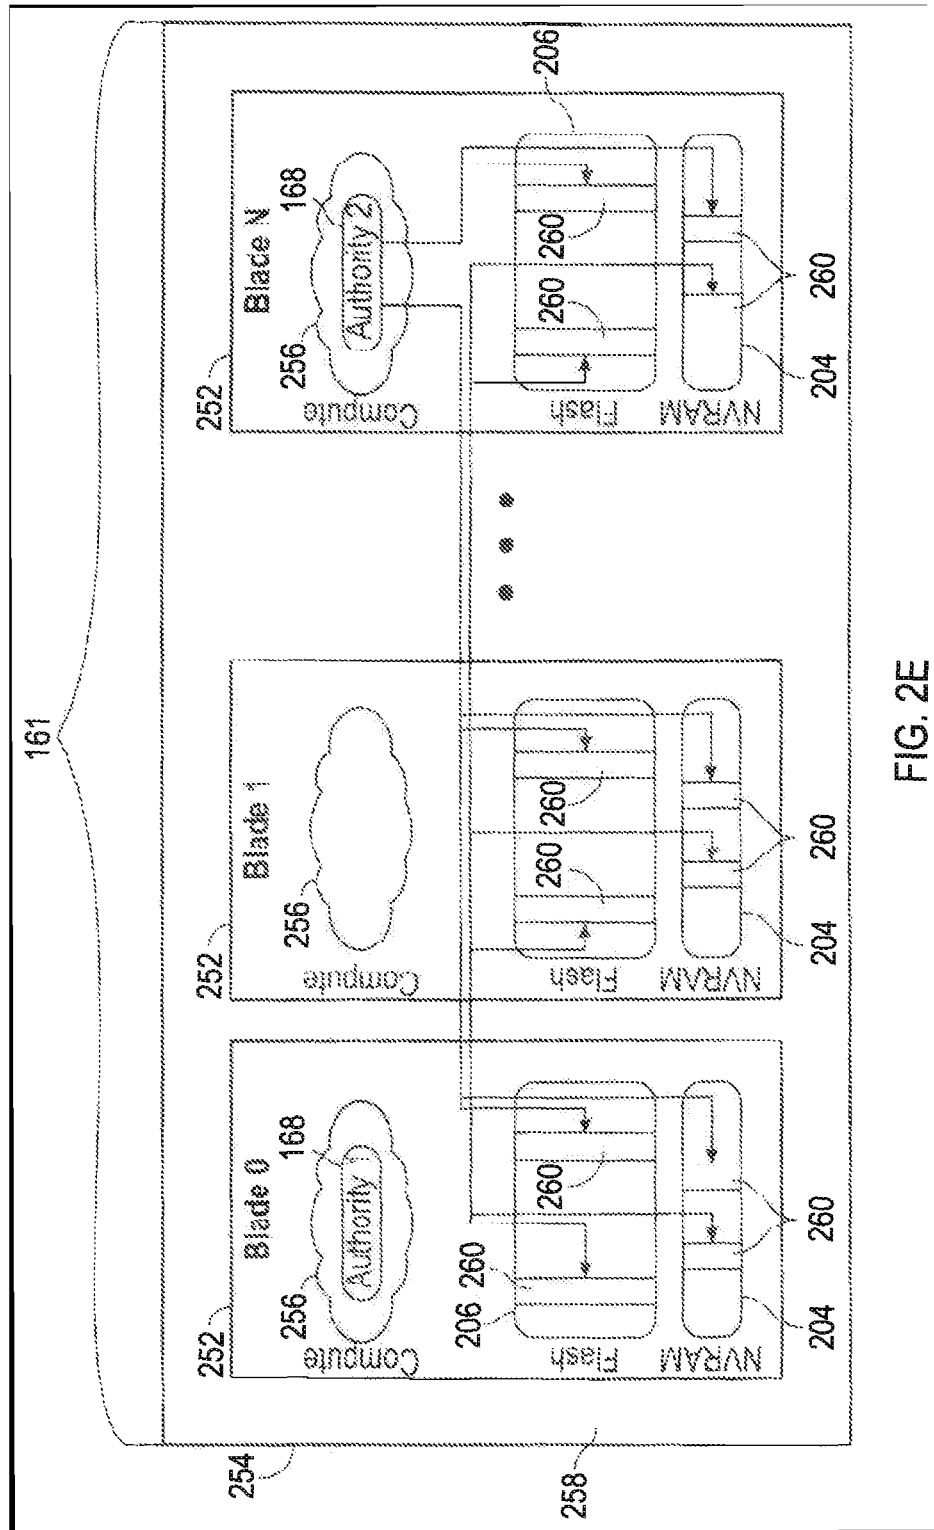 161
254
252 252 252
Blade 0 Blade 1 Blace N
256 168 256 256 168
Authority 1 Authority 2
Compute Compute Compute
206 260 260 260 260 260 260 206
258
Flash Flash Flash
NVRAM NVRAM NVRAM
204 260 204 260 204 260
FIG. 2E